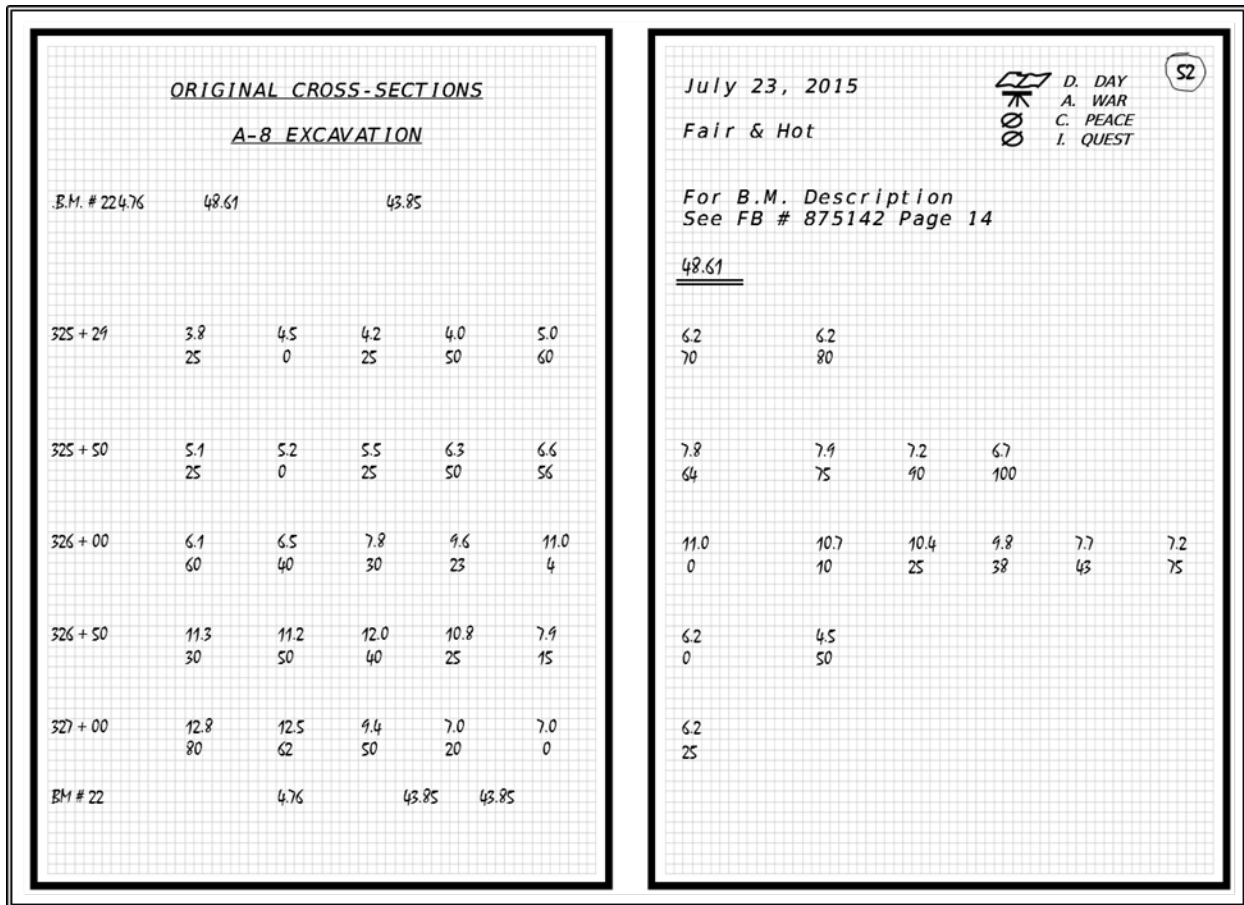 ORIGINAL CROSS-SECTIONS
A-8 EXCAVATION
B.M. # 22 4.76 48.61 43.85
325 + 29 3.8 4.5 4.2 4.0 5.0
25 0 25 50 60
325 + 50 5.1 5.2 5.5 6.3 6.6
25 0 25 50 56
326 + 00 6.1 6.5 7.8 9.6 11.0
60 40 30 23 4
326 + 50 11.3 11.2 12.0 10.8 7.9
30 50 40 25 15
327 + 00 12.8 12.5 9.4 7.0 7.0
80 62 50 20 0
BM # 22 4.76 43.85 43.85
52
July 23, 2015
Fair & Hot
D. DAY
A. WAR
C. PEACE
I. QUEST
For B.M. Description
See FB # 875142 Page 14
48.61
6.2 6.2
70 80
7.8 7.9 7.2 6.7
64 75 90 100
11.0 10.7 10.4 9.8 7.7 7.2
0 10 25 38 43 75
6.2 4.5
0 50
6.2
25